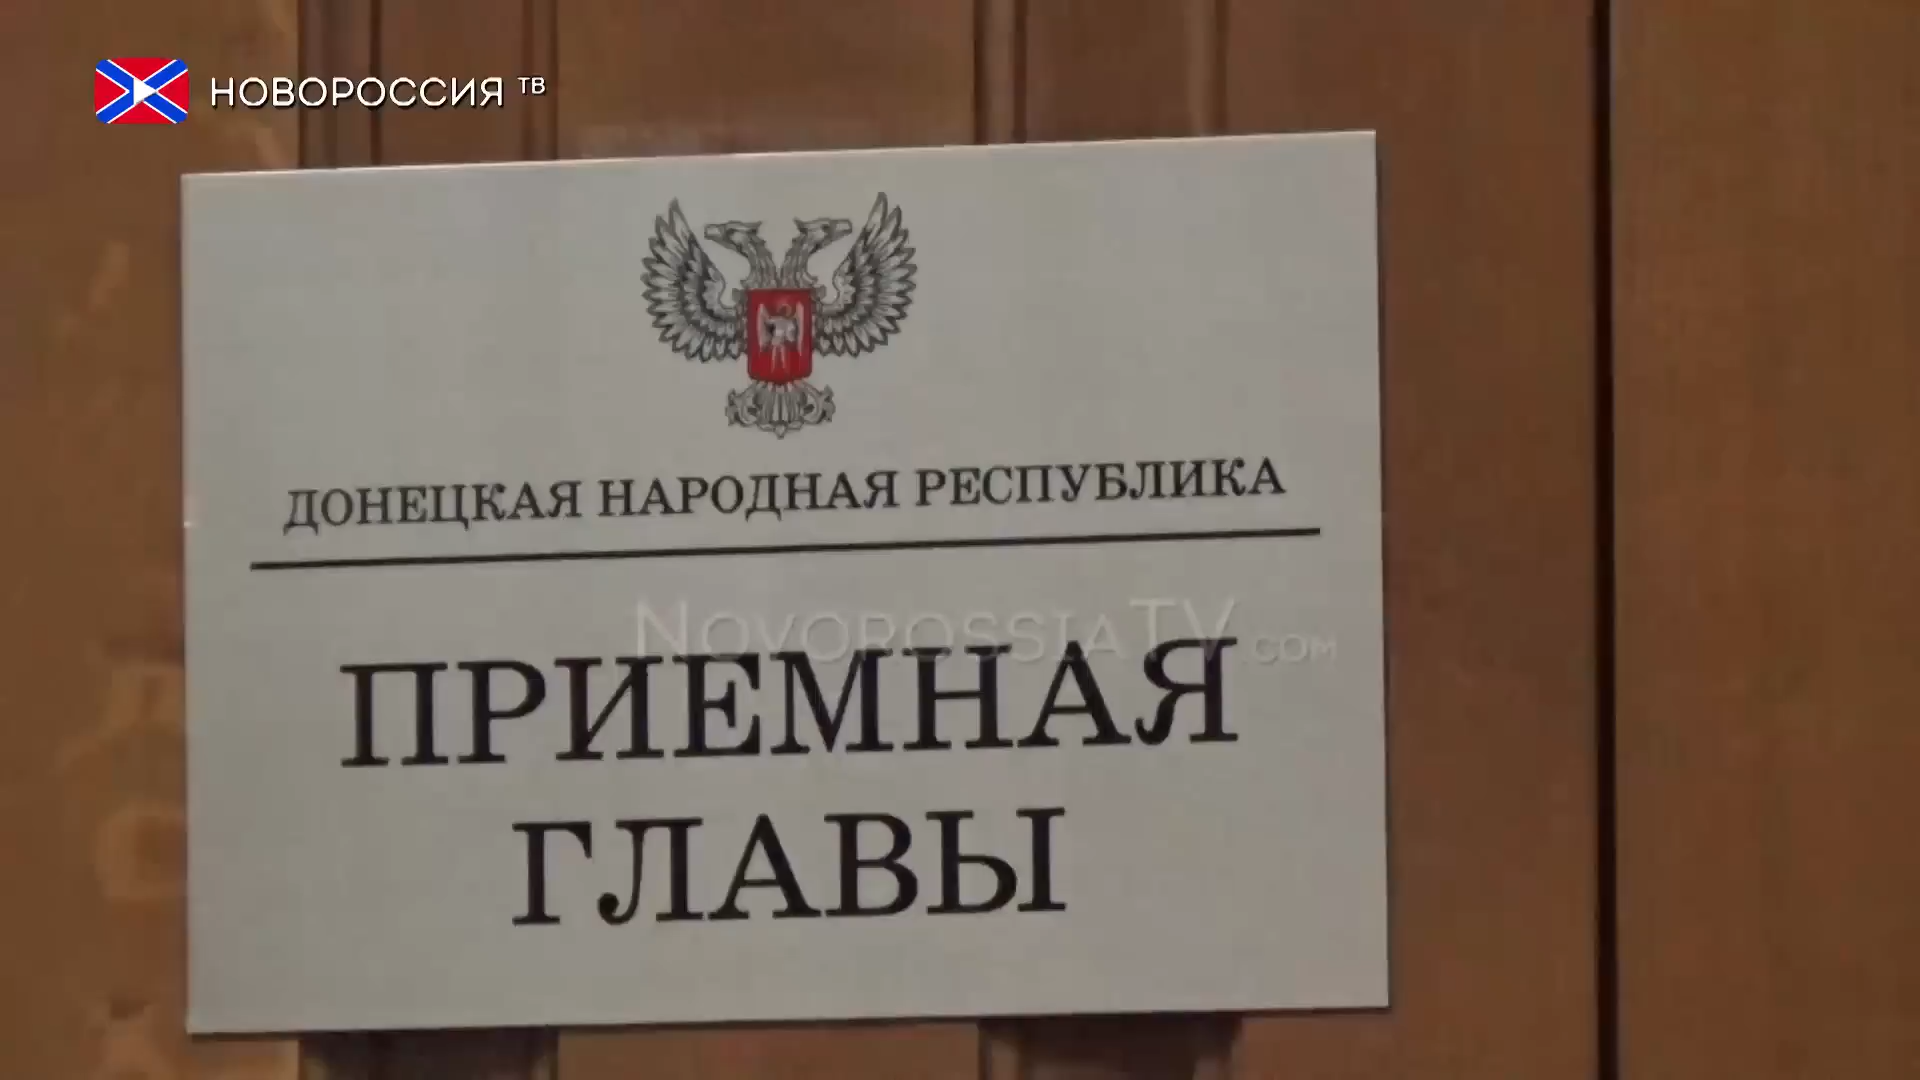 НОВОРОССИЯ ТВ
ДОНЕЦКАЯ НАРОДНАЯ РЕСПУБЛИКА
NOVOROSSIATV.COM
ПРИЕМНАЯ
ГЛАВЫ